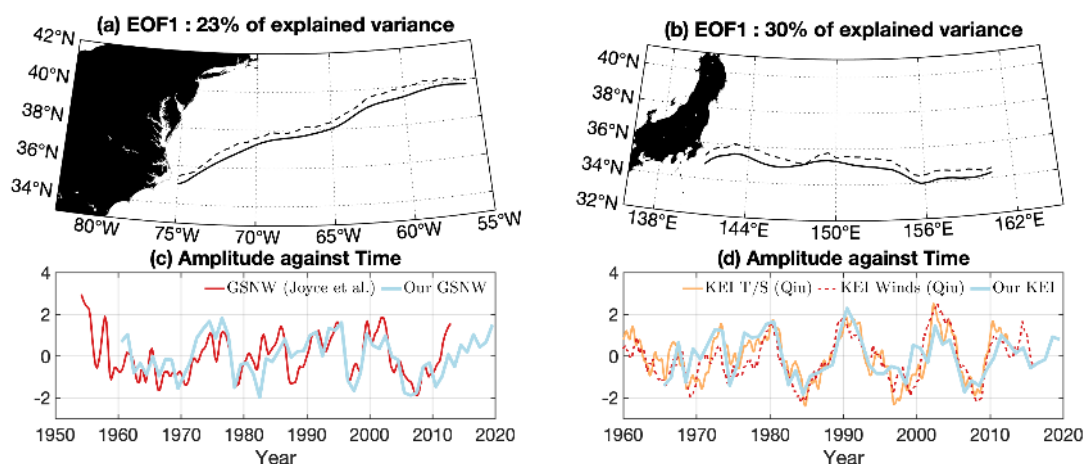 (a) EOF1 : 23% of explained variance
42°N
40°N
38°N
36°N
34°N
80°W
75°W
70°W
65°W
60°W
55°W
(b) EOF1 : 30% of explained variance
40°N
38°N
36°N
34°N
32°N
138°E
144°E
150°E
156°E
162°E
(c) Amplitude against Time
GSNW (Joyce et al.) Our GSNW
4
2
0
-2
1950 1960 1970 1980 1990 2000 2010 2020
Year
(d) Amplitude against Time
KEI T/S (Qiu) KEI Winds (Qiu) Our KEI
4
2
0
-2
1960 1970 1980 1990 2000 2010 2020
Year